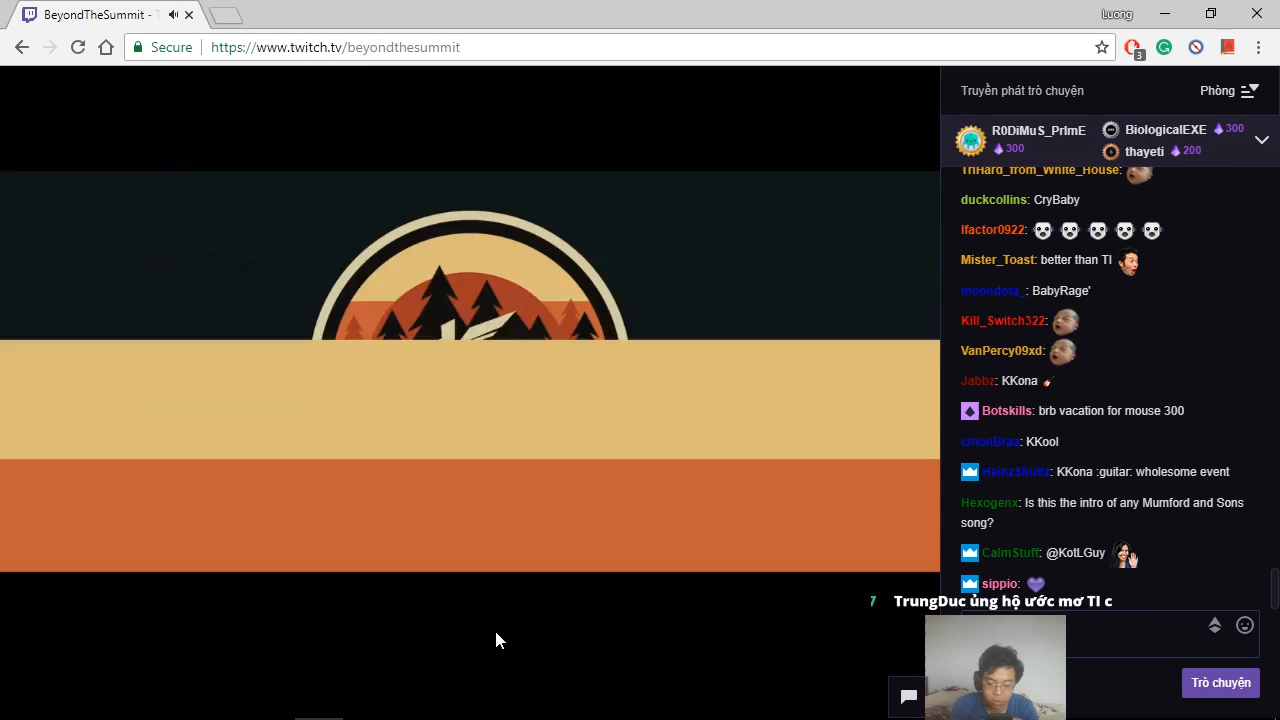 BeyondTheSummit - T
Luong
Secure
https://www.twitch.tv/beyondthesummit
3
Truyền phát trò chuyện
Phòng
R0DiMuS_PrImE
300
BiologicalEXE 300
thayeti 200
TriHard_from_White_House:
duckcollins: CryBaby
lfactor0922:
Mister_Toast: better than TI
moondota_: BabyRage'
Kill_Switch322:
VanPercy09xd:
Jabbz: KKona
Botskills: brb vacation for mouse 300
cmonBraa: KKool
HeinzShultz: KKona :guitar: wholesome event
Hexogenx: Is this the intro of any Mumford and Sons
song?
CalmStuff: @KotLGuy
sippio:
7 TrungDuc ủng hộ ước mơ TI c
Trò chuyện